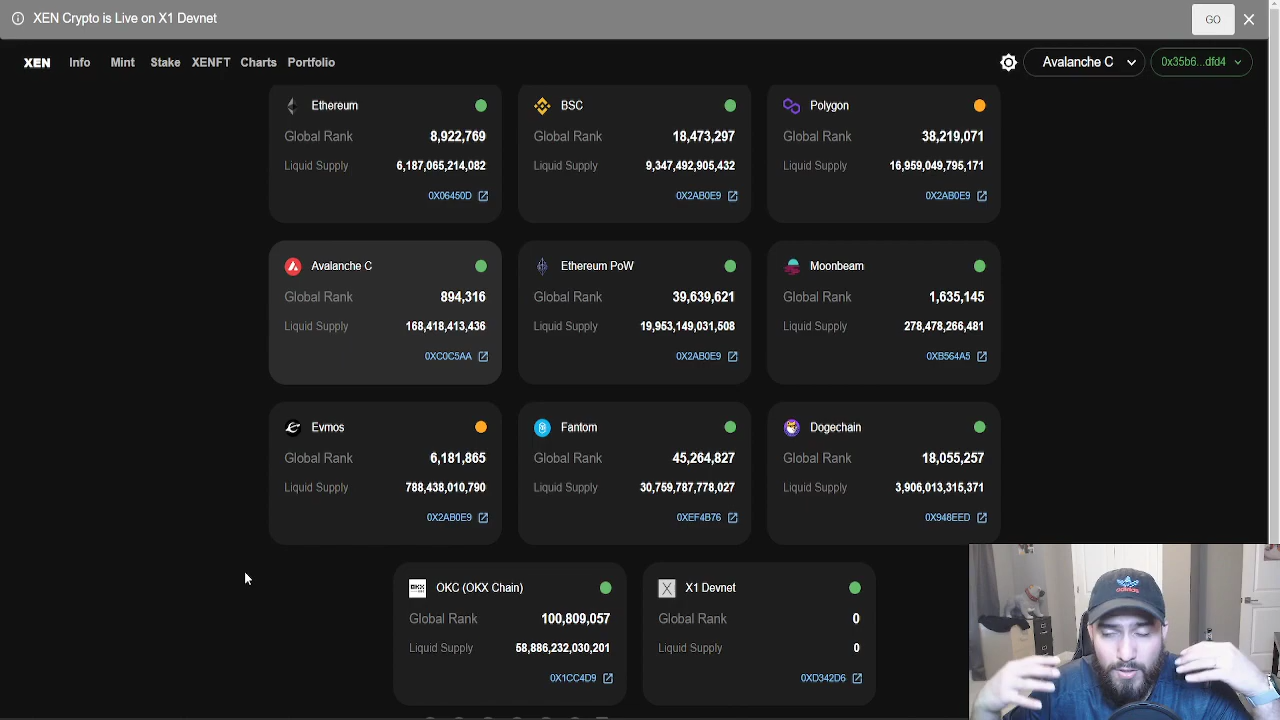 XEN Crypto is Live on X1 Devnet
GO
XEN Info Mint Stake XENFT Charts Portfolio
Avalanche C
0x35b6...dfd4
Ethereum
Global Rank 8,922,769
Liquid Supply 6,187,065,214,082
0X06450D
BSC
Global Rank 18,473,297
Liquid Supply 9,347,492,905,432
0X2AB0E9
Polygon
Global Rank 38,219,071
Liquid Supply 16,959,049,795,171
0X2AB0E9
Avalanche C
Global Rank 894,316
Liquid Supply 168,418,413,436
0XC0C5AA
Ethereum PoW
Global Rank 39,639,621
Liquid Supply 19,953,149,031,508
0X2AB0E9
Moonbeam
Global Rank 1,635,145
Liquid Supply 278,478,266,481
0XB564A5
Evmos
Global Rank 6,181,865
Liquid Supply 788,438,010,790
0X2AB0E9
Fantom
Global Rank 45,264,827
Liquid Supply 30,759,787,778,027
0XEF4B76
Dogechain
Global Rank 18,055,257
Liquid Supply 3,906,013,315,371
0X948EED
OKX
OKC (OKX Chain)
Global Rank 100,809,057
Liquid Supply 58,886,232,030,201
0X1CC4D9
X
X1 Devnet
Global Rank 0
Liquid Supply 0
0XD342D6
adidas